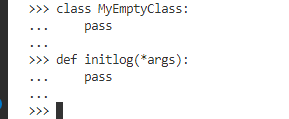 >>> class MyEmptyClass:
...     pass
...
>>> def initlog(*args):
...     pass
...
>>>